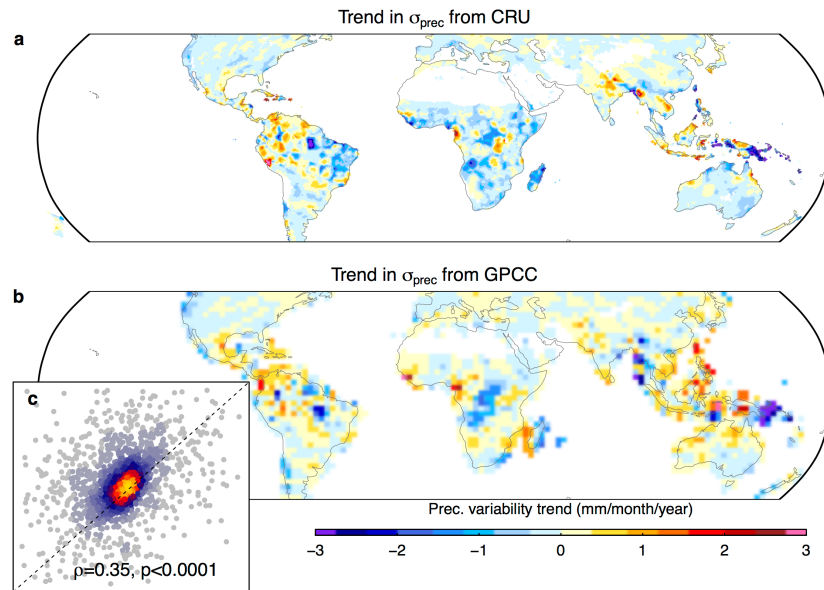 Trend in σprec from CRU
a
Trend in σprec from GPCC
b
c
ρ=0.35, p<0.0001
Prec. variability trend (mm/month/year)
-3 -2 -1 0 1 2 3